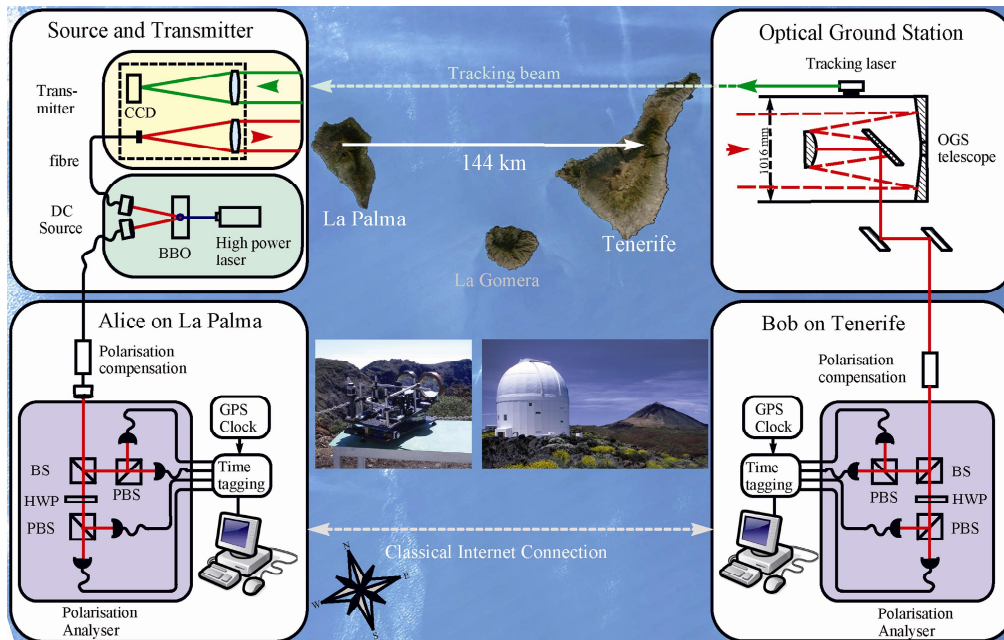 Source and Transmitter
Trans-
mitter
CCD
fibre
DC
Source
BBO
High power
laser
Tracking beam
144 km
La Palma
Tenerife
La Gomera
Optical Ground Station
Tracking laser
1016 mm
OGS
telescope
Alice on La Palma
Polarisation
compensation
GPS
Clock
BS
PBS
Time
tagging
HWP
PBS
Polarisation
Analyser
Classical Internet Connection
N
E
W
S
Bob on Tenerife
Polarisation
compensation
GPS
Clock
Time
tagging
PBS
BS
HWP
PBS
Polarisation
Analyser